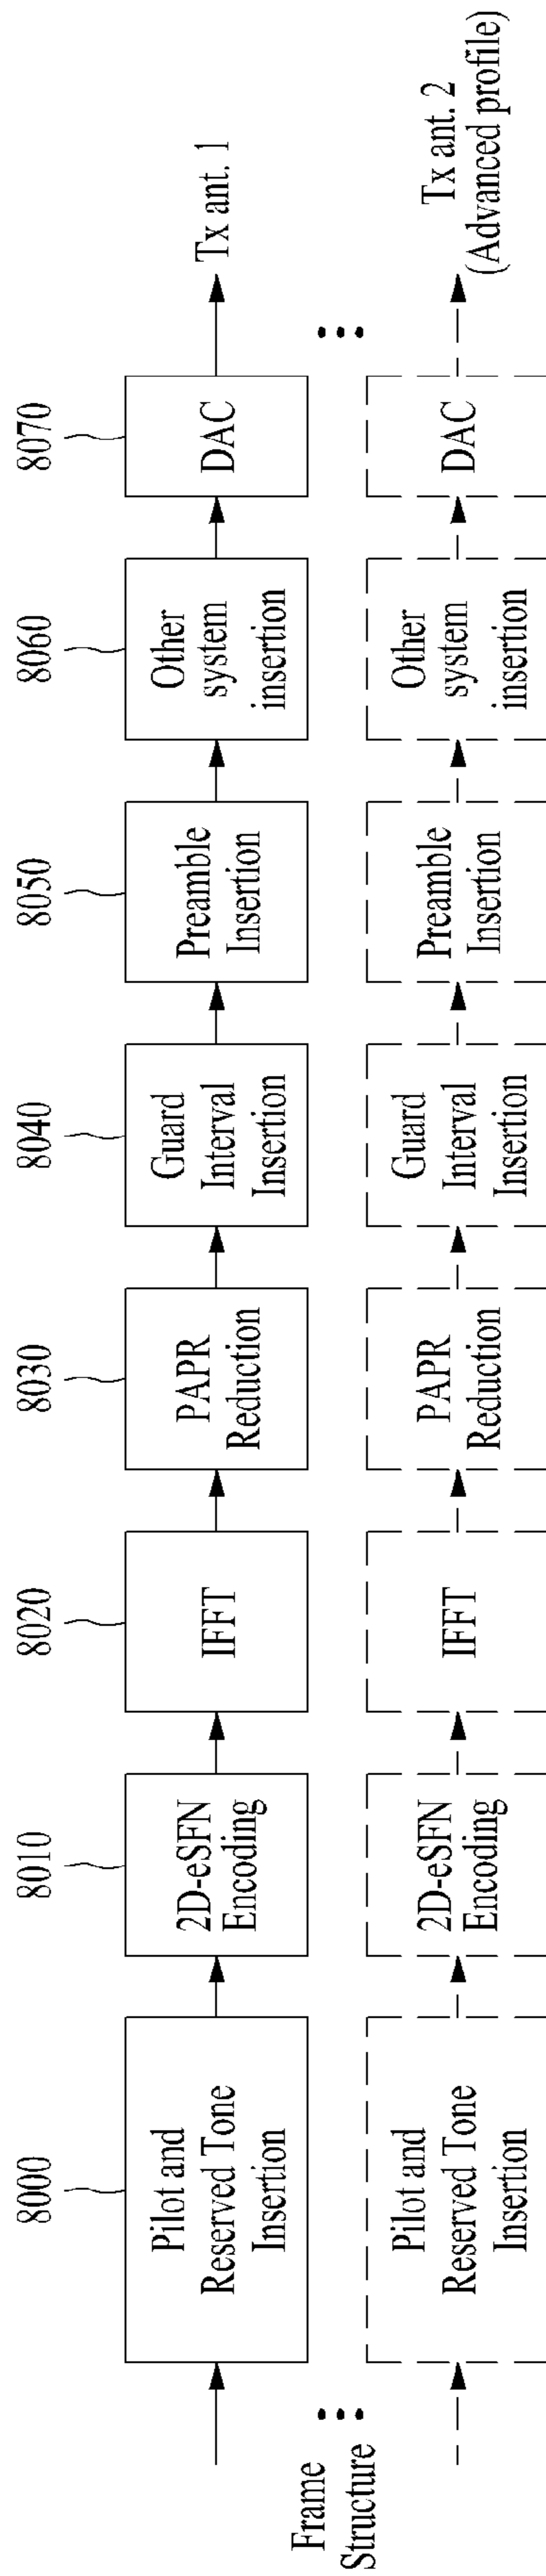 8000
8010
8020
8030
8040
8050
8060
8070
Pilot and
Reserved Tone
Insertion
2D-eSFN
Encoding
IFFT
PAPR
Reduction
Guard
Interval
Insertion
Preamble
Insertion
Other
system
insertion
DAC
Tx ant. 1
Frame
Structure
Pilot and
Reserved Tone
Insertion
2D-eSFN
Encoding
IFFT
PAPR
Reduction
Guard
Interval
Insertion
Preamble
Insertion
Other
system
insertion
DAC
Tx ant. 2
(Advanced profile)